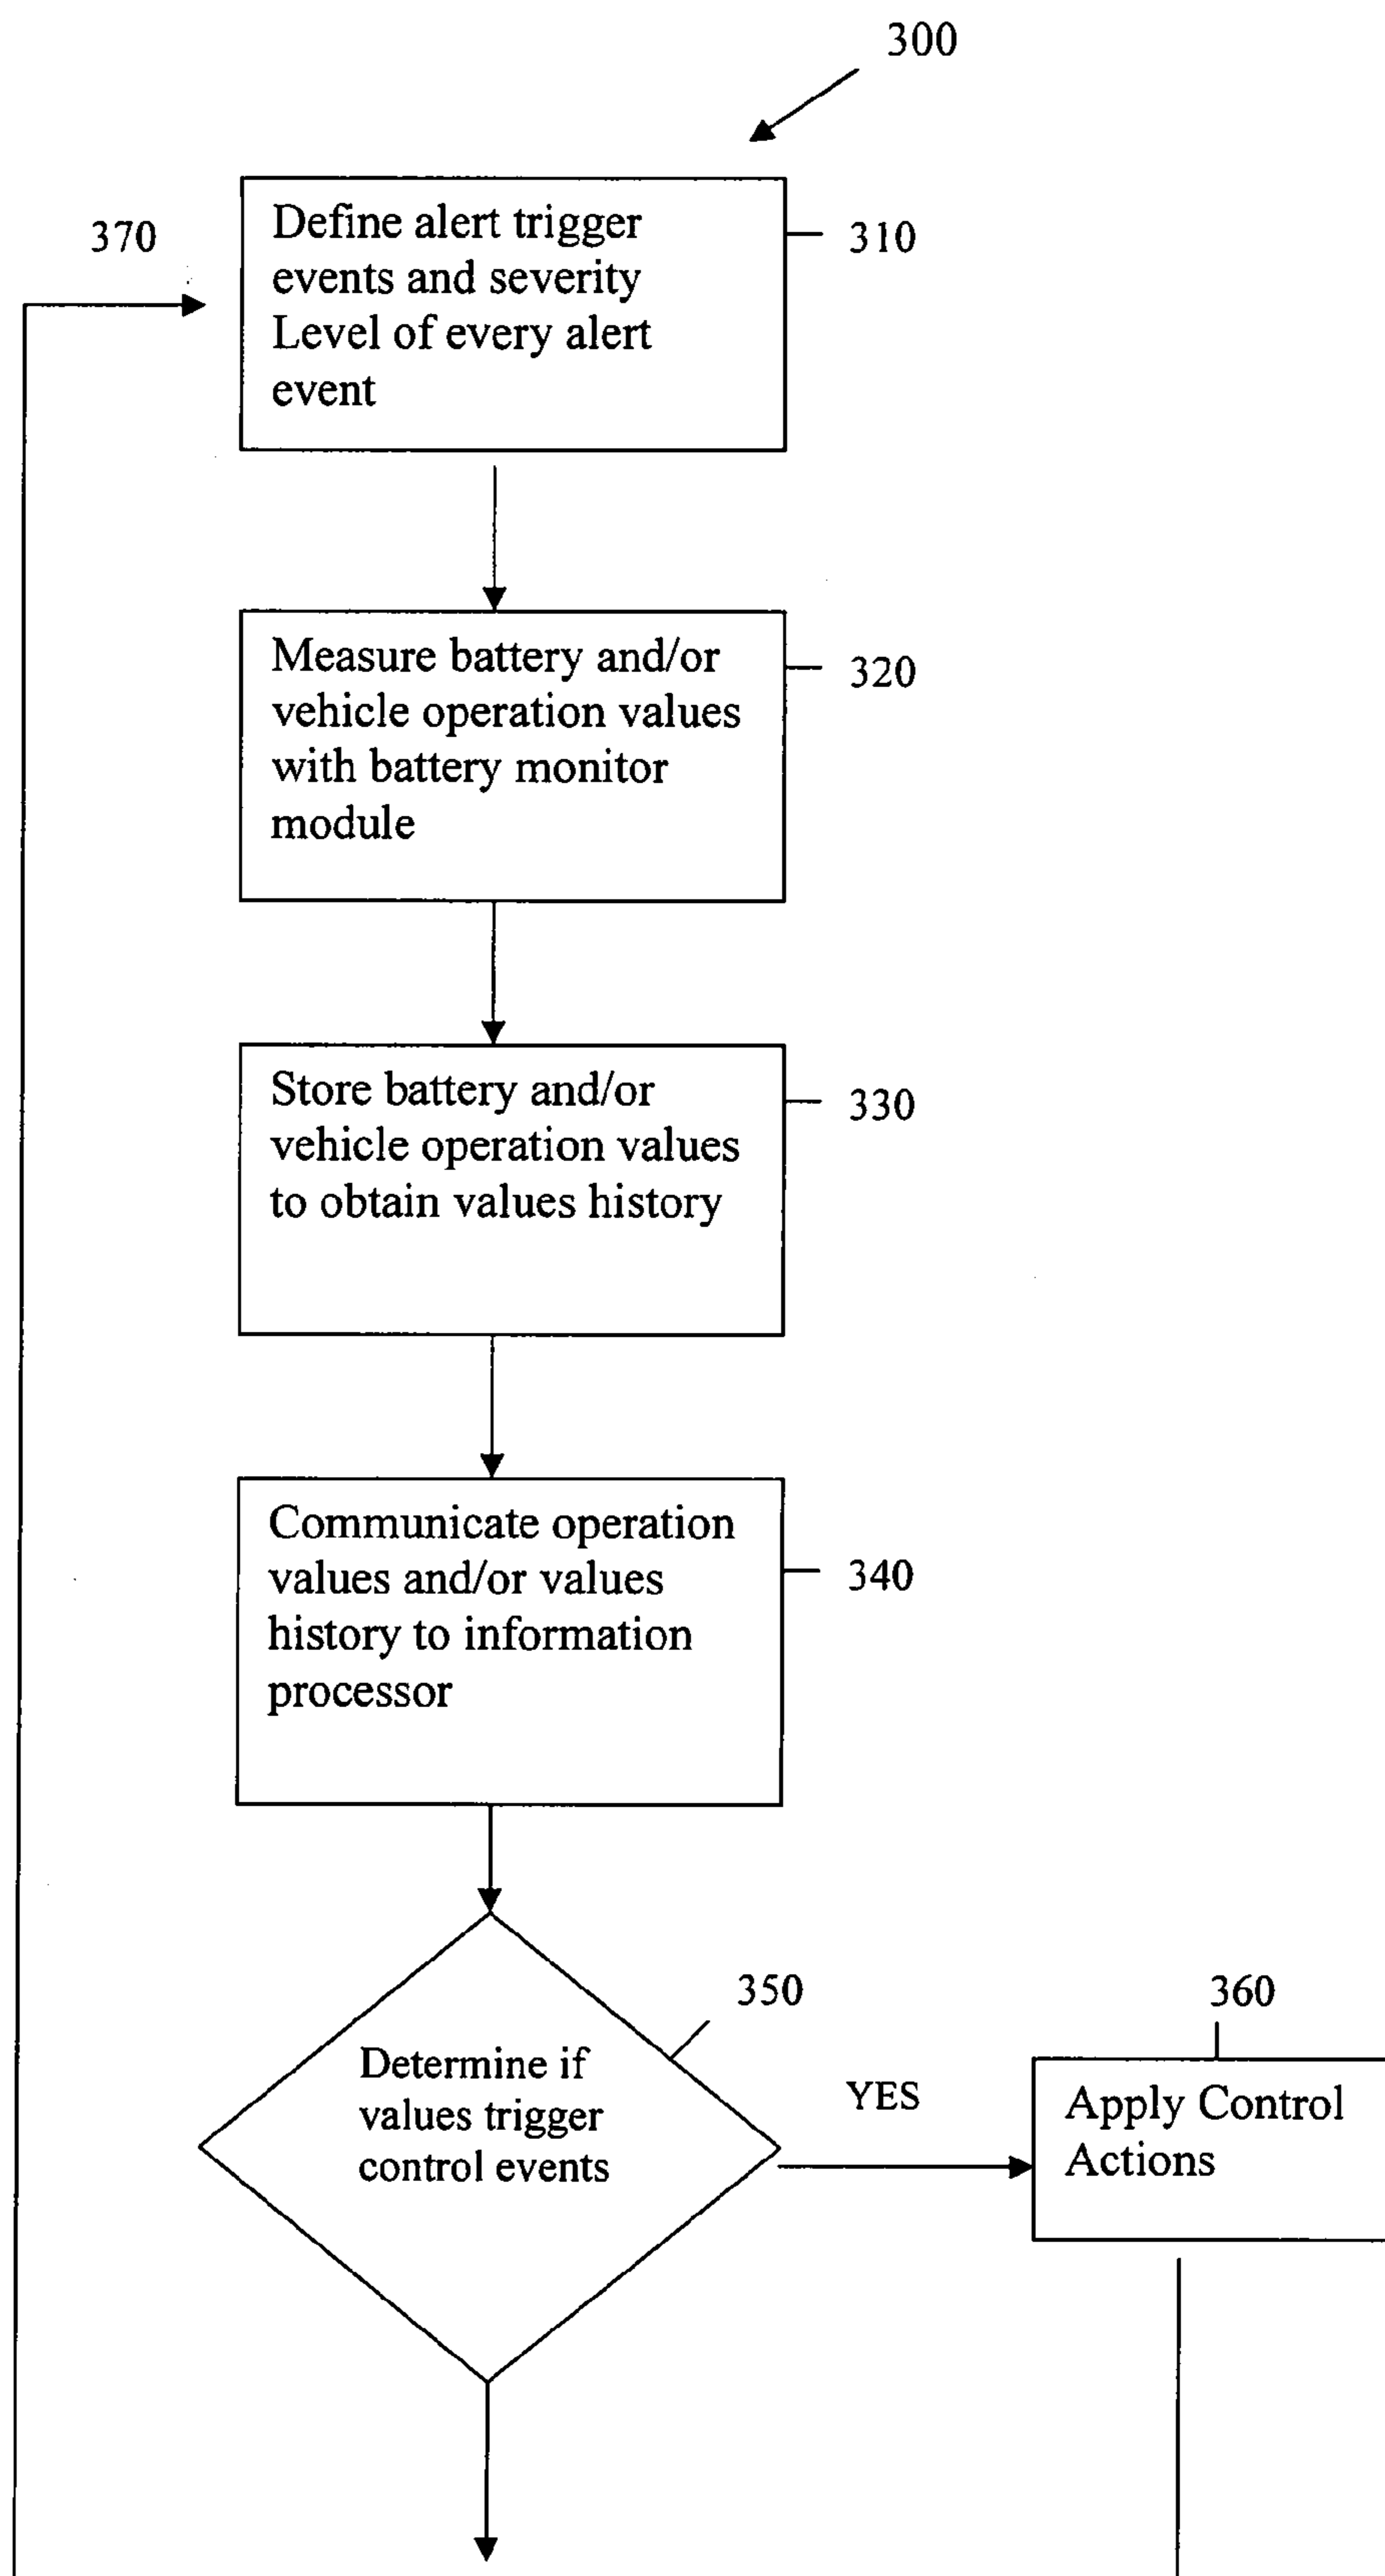 300
370
Define alert trigger
events and severity
Level of every alert
event
310
Measure battery and/or
vehicle operation values
with battery monitor
module
320
Store battery and/or
vehicle operation values
to obtain values history
330
Communicate operation
values and/or values
history to information
processor
340
350
Determine if
values trigger
control events
YES
360
Apply Control
Actions